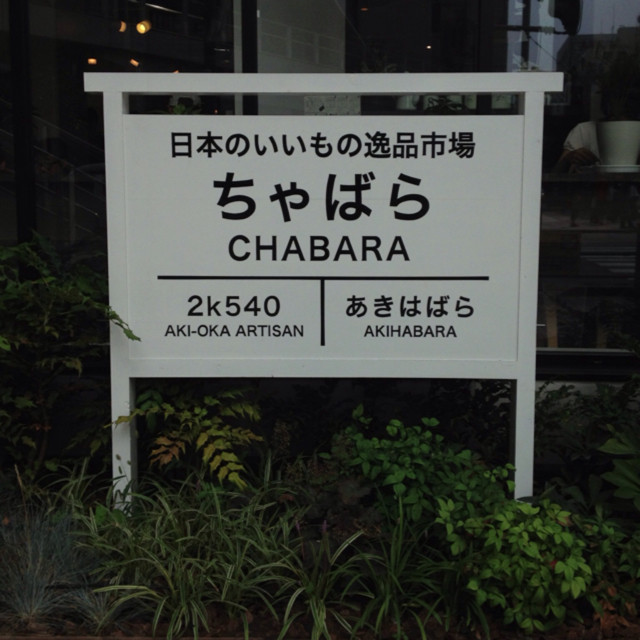 日本のいいもの逸品市場
ちゃばら
CHABARA
2k540
AKI-OKA ARTISAN
あきはばら
AKIHABARA